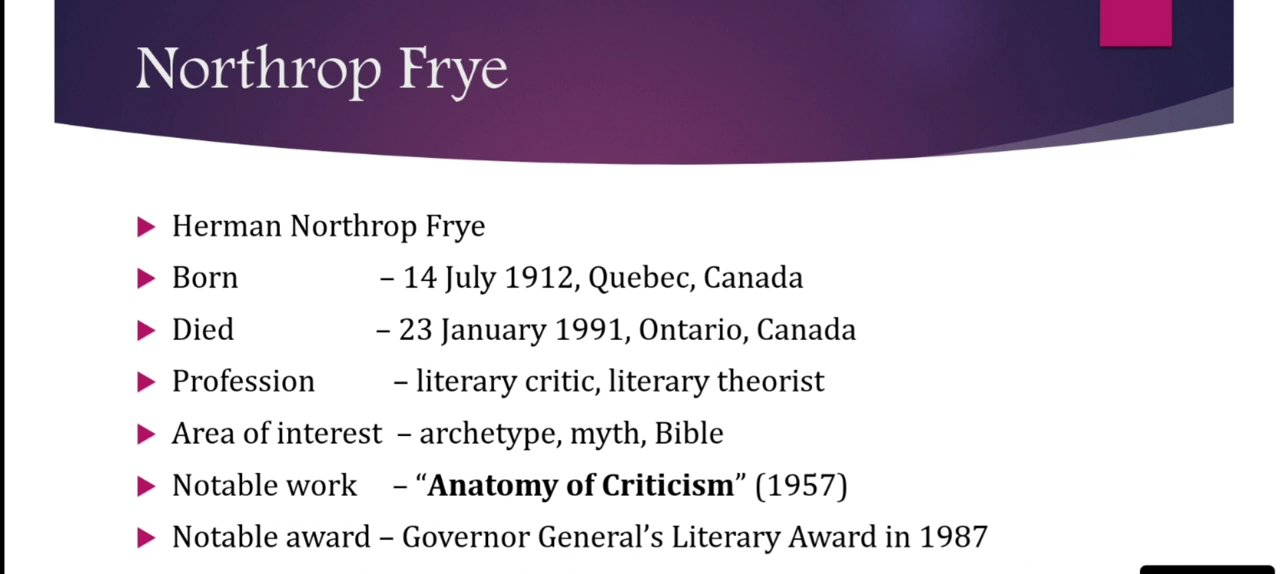 Northrop Frye
Herman Northrop Frye
Born – 14 July 1912, Quebec, Canada
Died – 23 January 1991, Ontario, Canada
Profession – literary critic, literary theorist
Area of interest – archetype, myth, Bible
Notable work – “Anatomy of Criticism” (1957)
Notable award – Governor General’s Literary Award in 1987